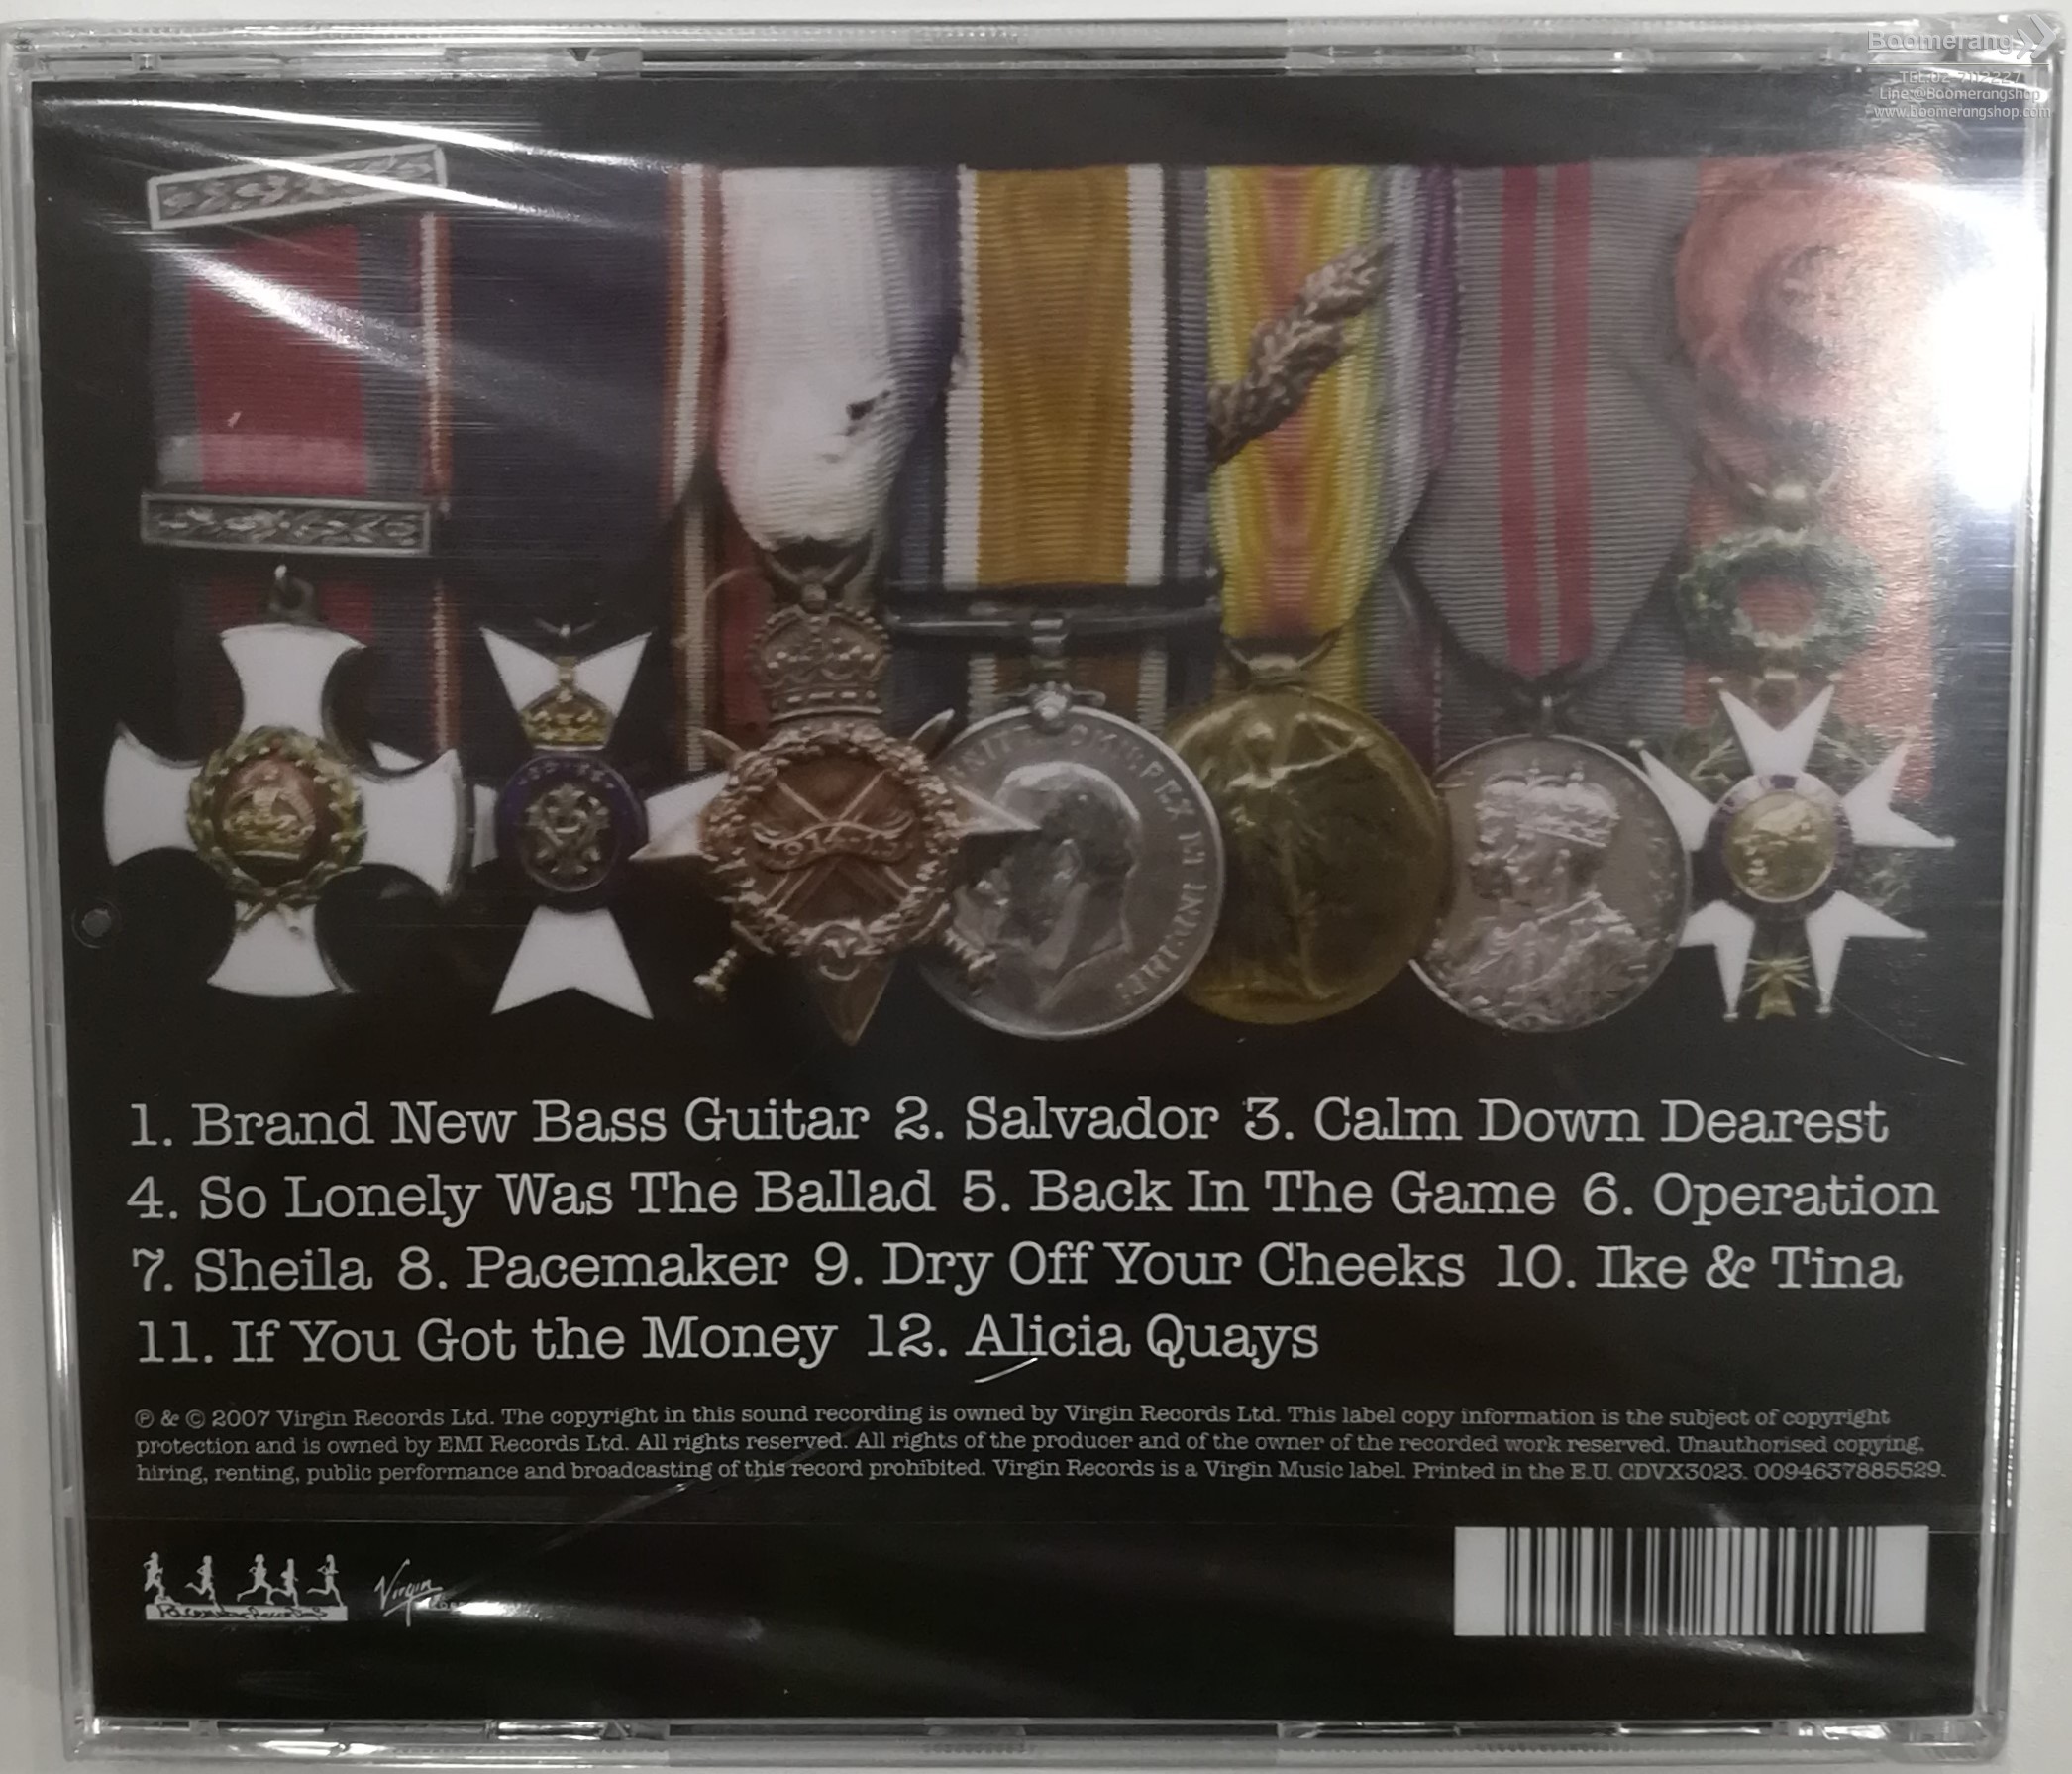 Boomerang
TEL:02-7112227
Line:@Boomerangshop
www.boomerangshop.com
1. Brand New Bass Guitar 2. Salvador 3. Calm Down Dearest
4. So Lonely Was The Ballad 5. Back In The Game 6. Operation
7. Sheila 8. Pacemaker 9. Dry Off Your Cheeks 10. Ike & Tina
11. If You Got the Money 12. Alicia Quays
℗ & © 2007 Virgin Records Ltd. The copyright in this sound recording is owned by Virgin Records Ltd. This label copy information is the subject of copyright
protection and is owned by EMI Records Ltd. All rights reserved. All rights of the producer and of the owner of the recorded work reserved. Unauthorised copying,
hiring, renting, public performance and broadcasting of this record prohibited. Virgin Records is a Virgin Music label. Printed in the E.U. CDVX3023. 0094637885529.
Virgin